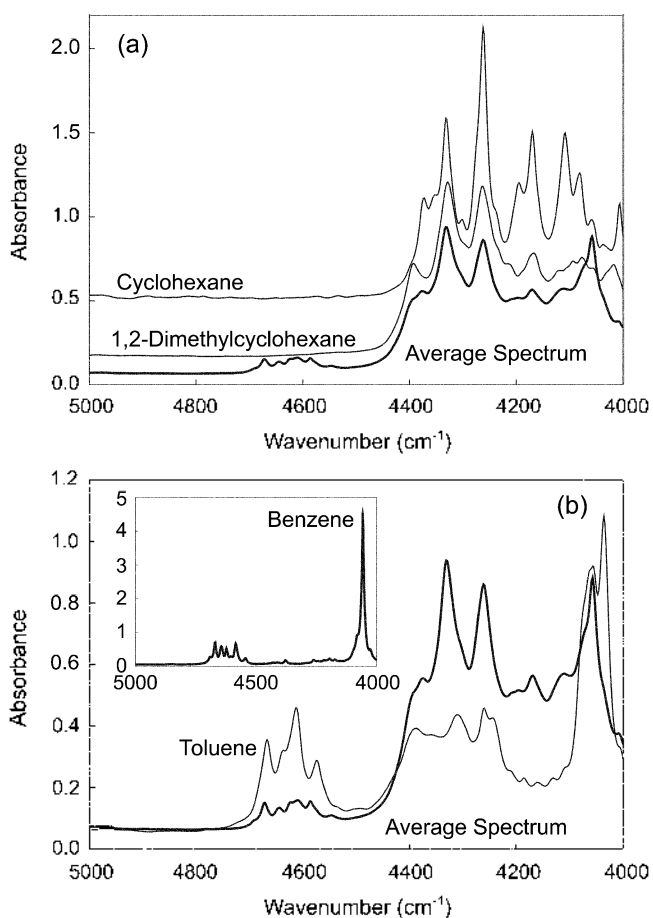 (a)
2.0
1.5
1.0
0.5
0.0
Absorbance
Cyclohexane
1,2-Dimethylcyclohexane
Average Spectrum
5000 4800 4600 4400 4200 4000
Wavenumber (cm-1)
(b)
1.2
1.0
0.8
0.6
0.4
0.2
0.0
Absorbance
5
4
3
2
1
0
Benzene
5000 4500 4000
Toluene
Average Spectrum
5000 4800 4600 4400 4200 4000
Wavenumber (cm-1)